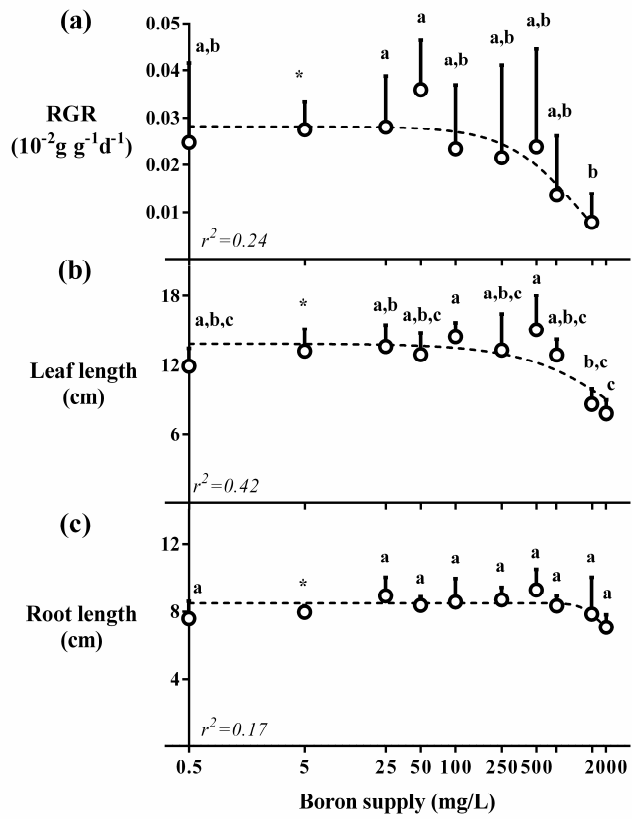 (a)
0.05
a,b
*
a
a
a,b
a,b
a,b
a,b
b
0.04
0.03
0.02
0.01
RGR
(10⁻²g g⁻¹d⁻¹)
r²=0.24
(b)
18
12
6
a,b,c
*
a,b
a,b,c
a
a,b,c
a
a,b,c
b,c
c
Leaf length
(cm)
r²=0.42
(c)
12
8
4
a
*
a
a
a
a
a
a
a
a
Root length
(cm)
r²=0.17
0.5 5 25 50 100 250 500 2000
Boron supply (mg/L)